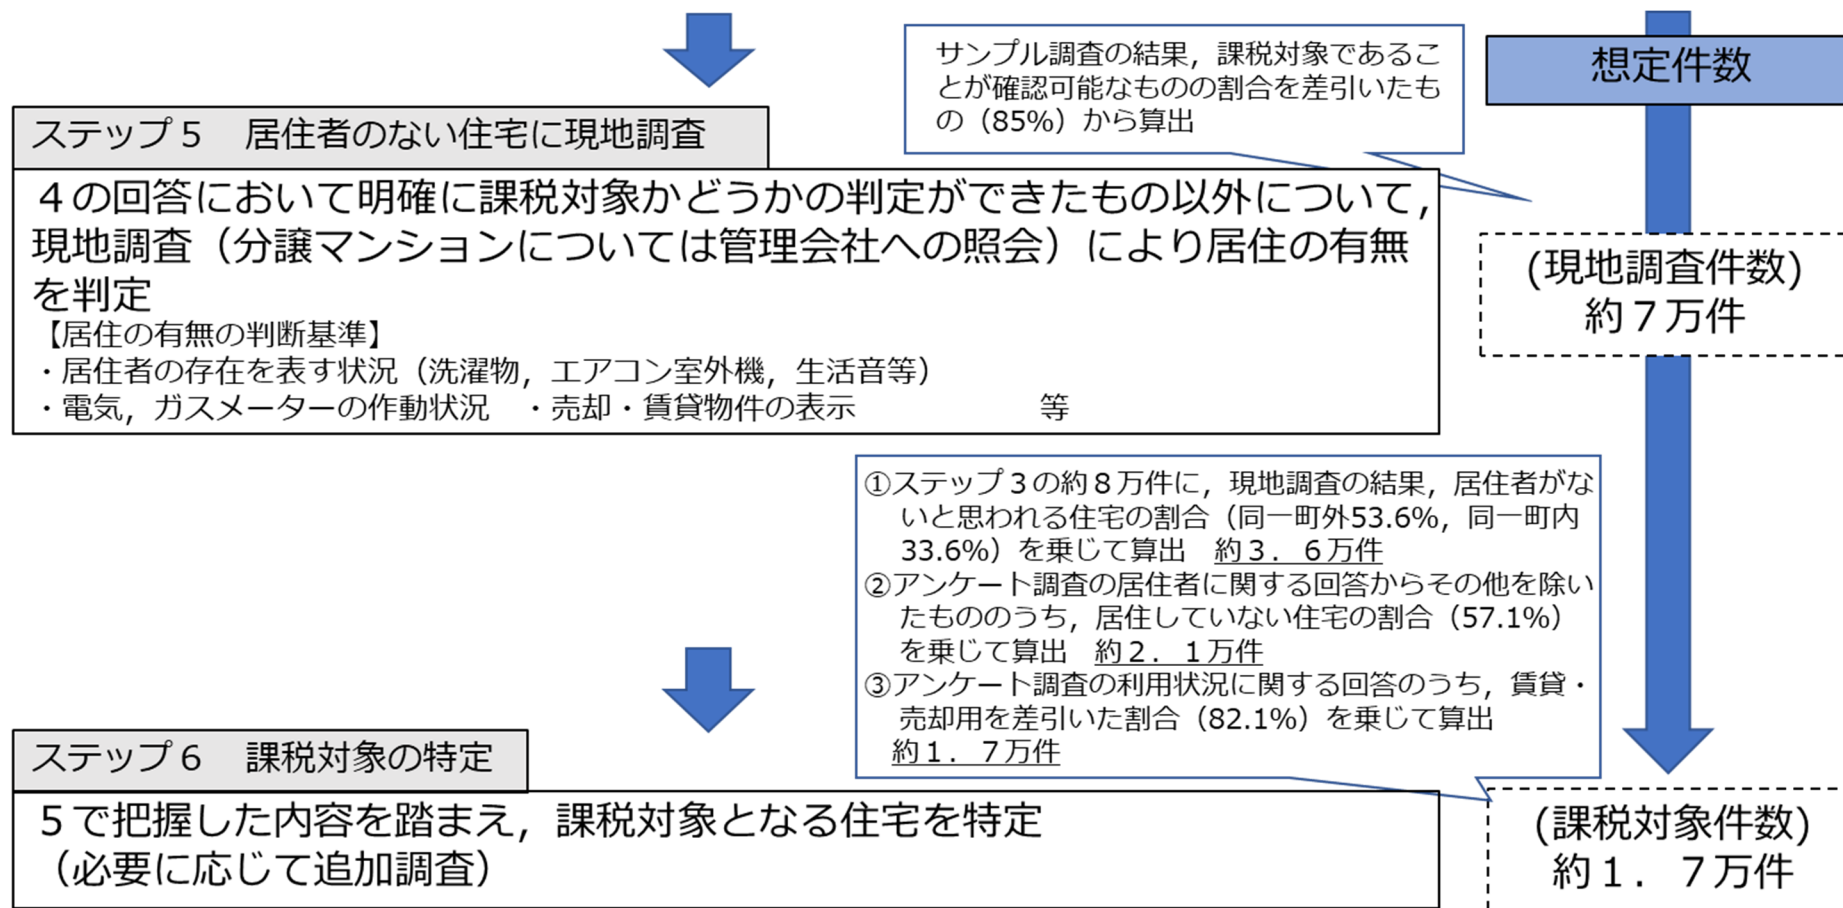 サンプル調査の結果，課税対象であるこ
とが確認可能なものの割合を差引いたも
の（85%）から算出
想定件数
ステップ５　居住者のない住宅に現地調査
４の回答において明確に課税対象かどうかの判定ができたもの以外について，
現地調査（分譲マンションについては管理会社への照会）により居住の有無
を判定
【居住の有無の判断基準】
・居住者の存在を表す状況（洗濯物，エアコン室外機，生活音等）
・電気，ガスメーターの作動状況　・売却・賃貸物件の表示　　　　　　等
(現地調査件数)
約７万件
①ステップ３の約８万件に，現地調査の結果，居住者がな
いと思われる住宅の割合（同一町外53.6%，同一町内
33.6%）を乗じて算出　約３．６万件
②アンケート調査の居住者に関する回答からその他を除い
たもののうち，居住していない住宅の割合（57.1%）
を乗じて算出　約２．１万件
③アンケート調査の利用状況に関する回答のうち，賃貸・
売却用を差引いた割合（82.1%）を乗じて算出
約１．７万件
ステップ６　課税対象の特定
５で把握した内容を踏まえ，課税対象となる住宅を特定
（必要に応じて追加調査）
(課税対象件数)
約１．７万件